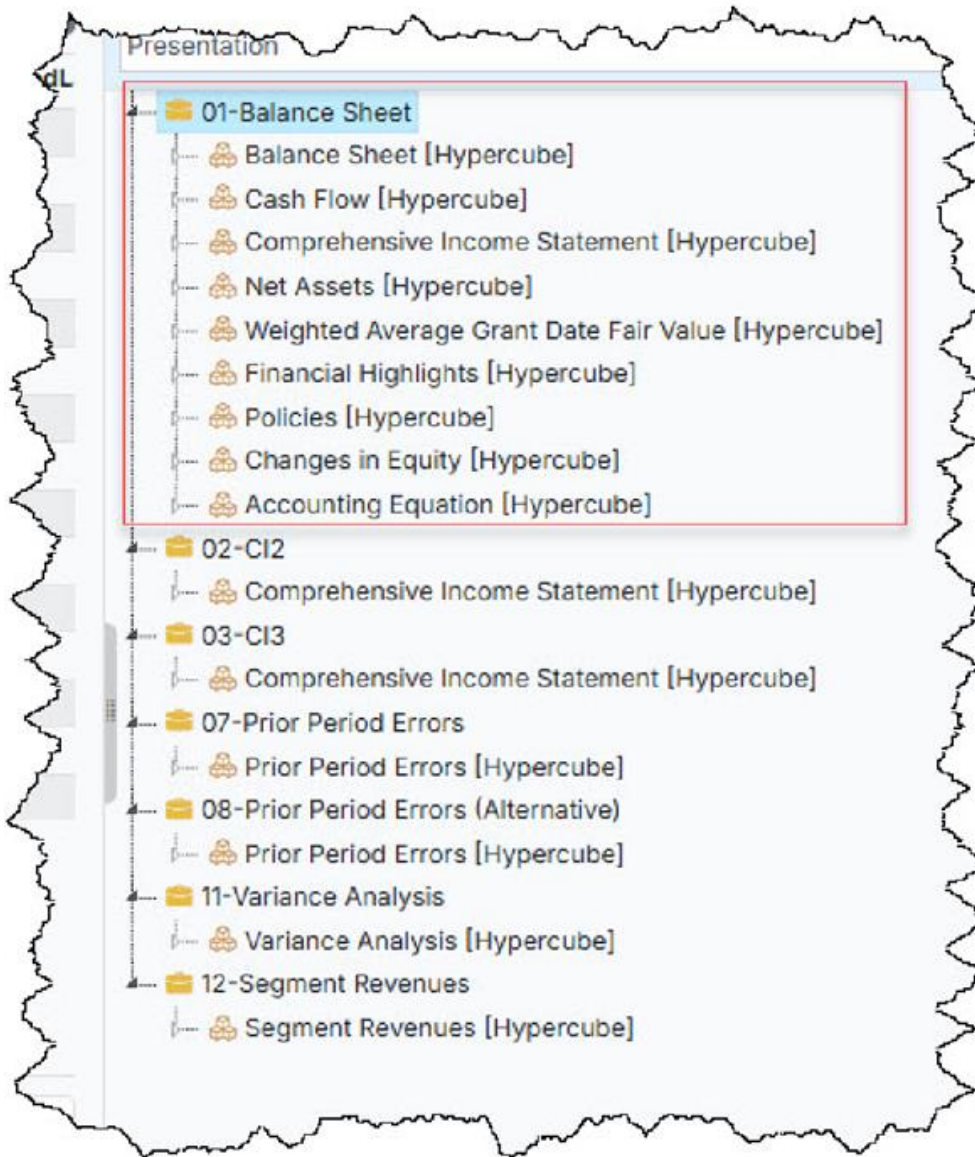 Presentation
dL
01-Balance Sheet
Balance Sheet [Hypercube]
Cash Flow [Hypercube]
Comprehensive Income Statement [Hypercube]
Net Assets [Hypercube]
Weighted Average Grant Date Fair Value [Hypercube]
Financial Highlights [Hypercube]
Policies [Hypercube]
Changes in Equity [Hypercube]
Accounting Equation [Hypercube]
02-CI2
Comprehensive Income Statement [Hypercube]
03-CI3
Comprehensive Income Statement [Hypercube]
07-Prior Period Errors
Prior Period Errors [Hypercube]
08-Prior Period Errors (Alternative)
Prior Period Errors [Hypercube]
11-Variance Analysis
Variance Analysis [Hypercube]
12-Segment Revenues
Segment Revenues [Hypercube]